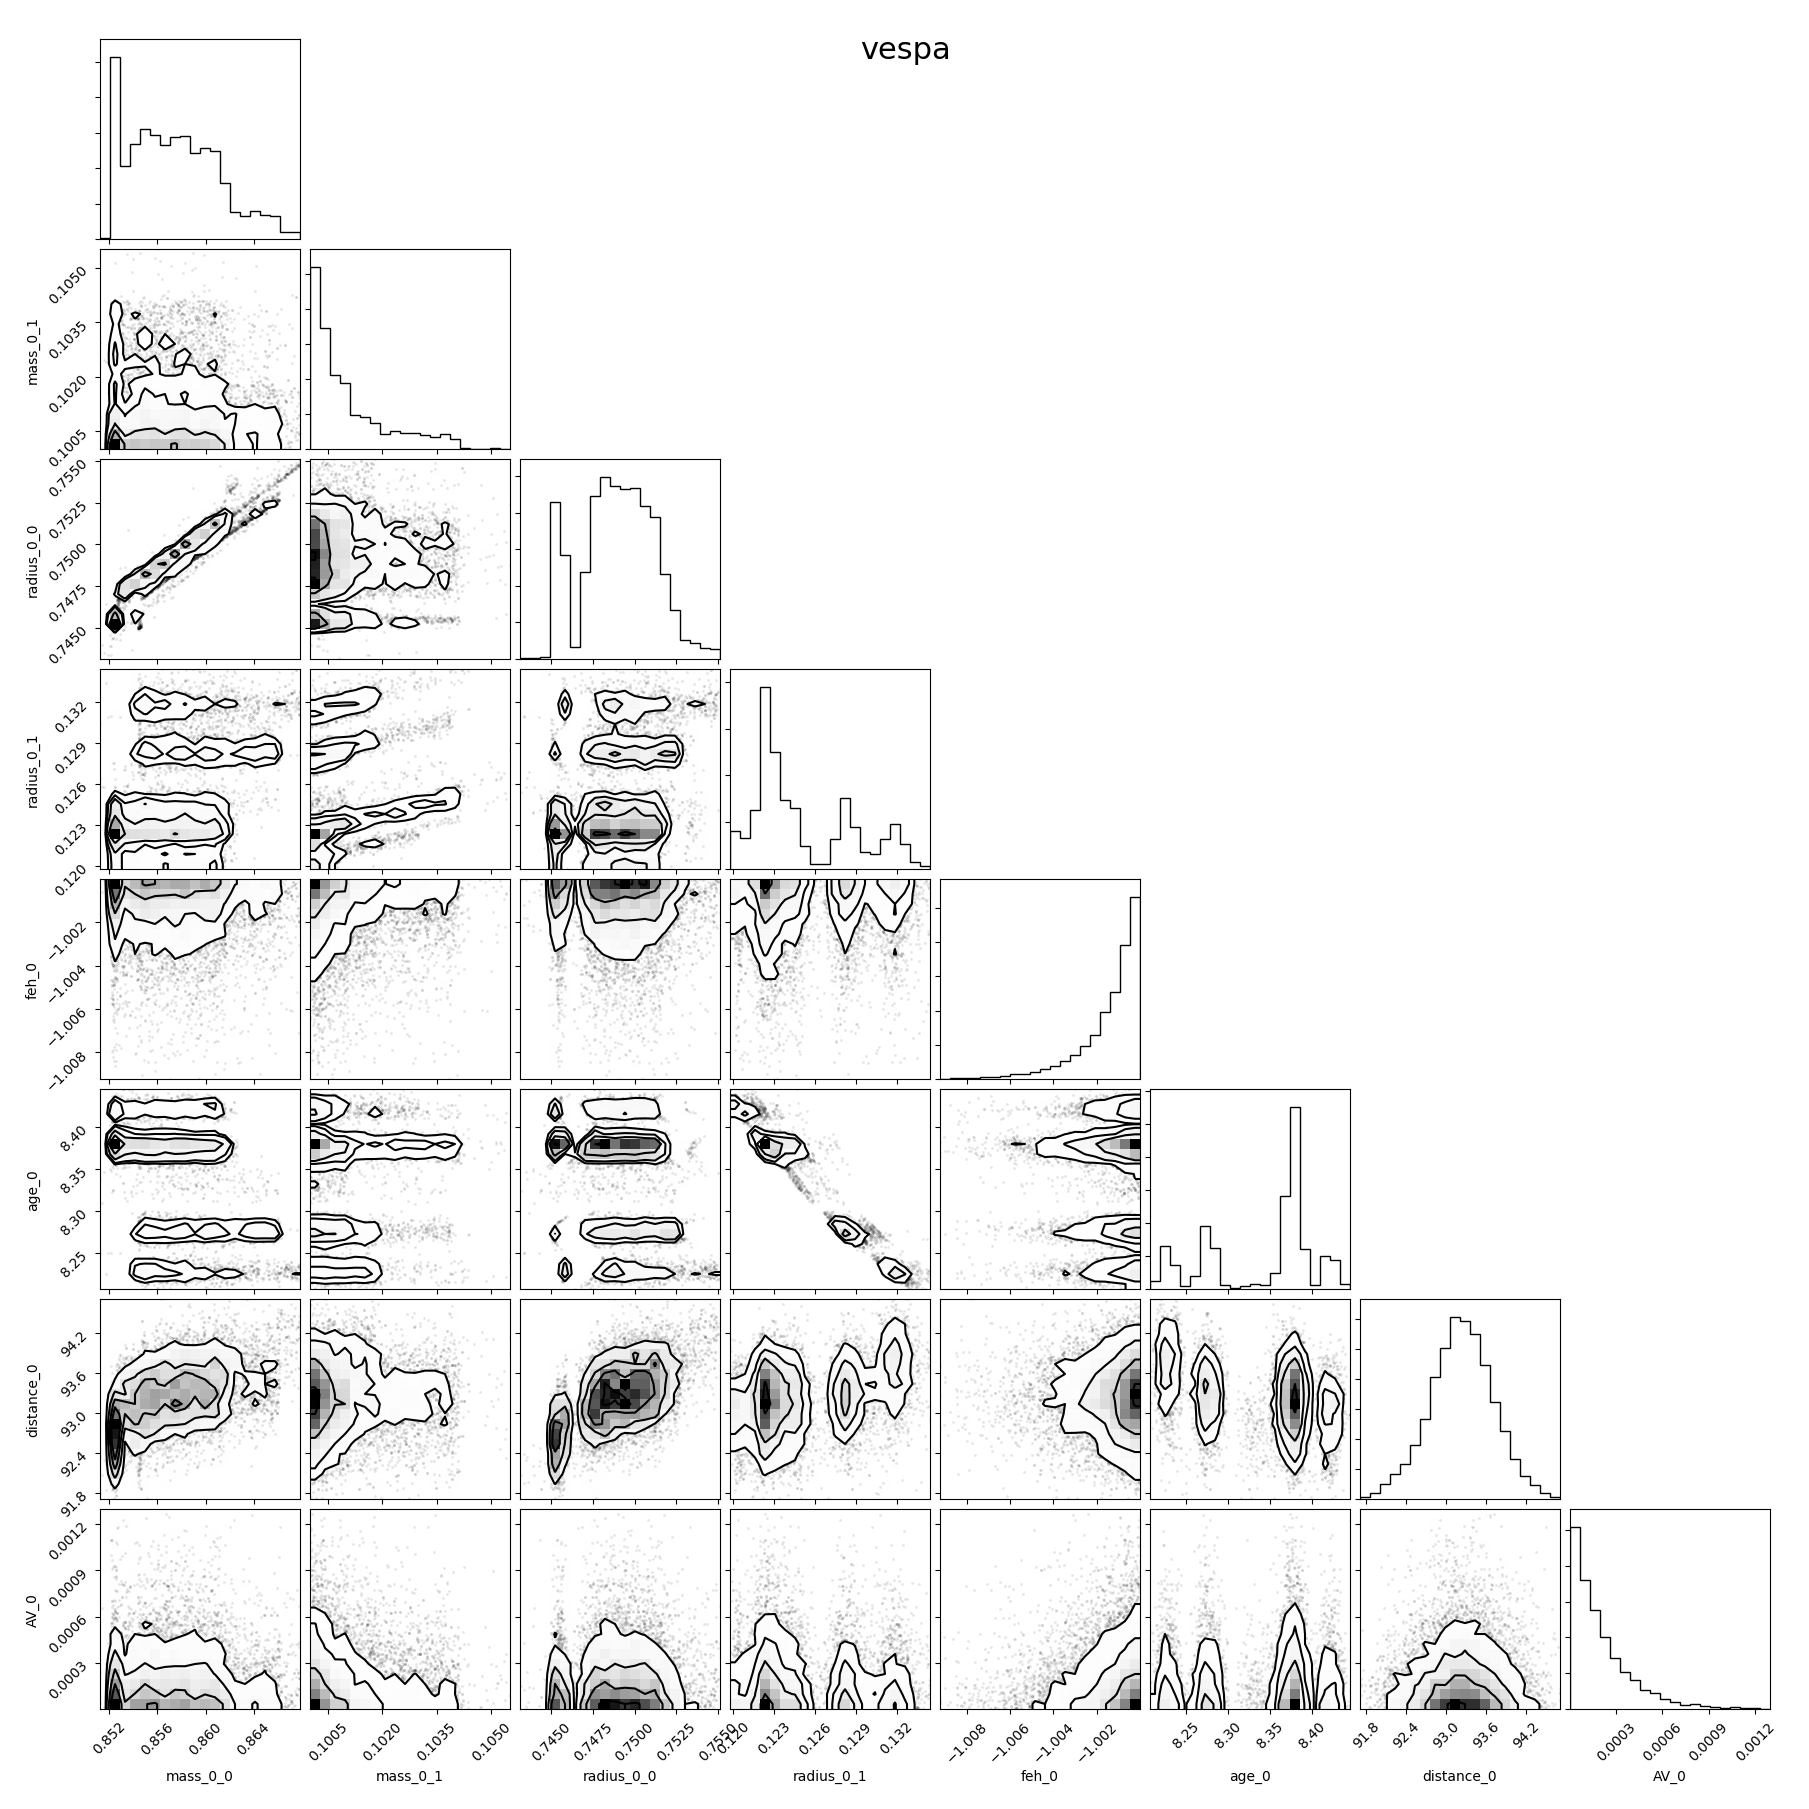 vespa
0.1050
0.1035
0.1020
0.1005
mass_0_1
0.7550
0.7525
0.7500
0.7475
0.7450
radius_0_0
0.132
0.129
0.126
0.123
0.120
radius_0_1
−1.002
−1.004
−1.006
−1.008
feh_0
8.40
8.35
8.30
8.25
age_0
94.2
93.6
93.0
92.4
91.8
distance_0
0.0012
0.0009
0.0006
0.0003
AV_0
0.852 0.856 0.860 0.864
0.1005 0.1020 0.1035 0.1050
0.7450 0.7475 0.7500 0.7525 0.7550
0.120 0.123 0.126 0.129 0.132
−1.008 −1.006 −1.004 −1.002
8.25 8.30 8.35 8.40
91.8 92.4 93.0 93.6 94.2
0.0003 0.0006 0.0009 0.0012
mass_0_0 mass_0_1 radius_0_0 radius_0_1 feh_0 age_0 distance_0 AV_0